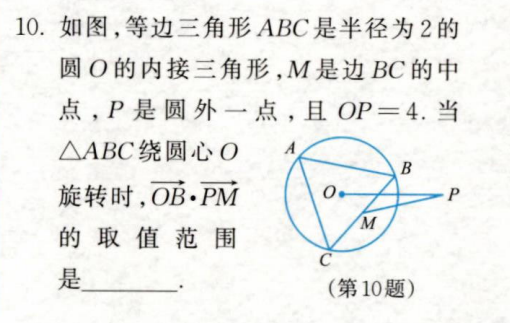 10. 如图,等边三角形ABC是半径为2的
圆O的内接三角形,M是边BC的中
点,P是圆外一点,且OP=4.当
△ABC绕圆心O
旋转时,$\overrightarrow{OB}\cdot\overrightarrow{PM}$
的取值范围
是________.
A
B
O
P
M
C
(第10题)